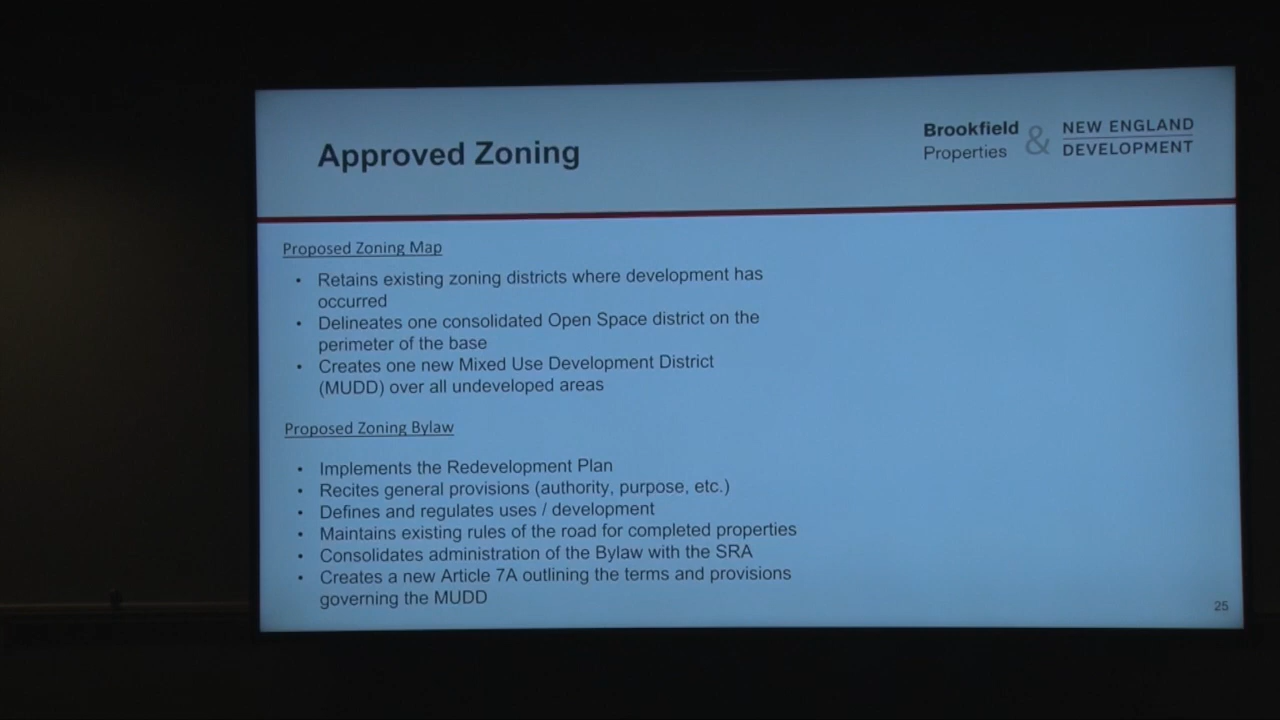 Approved Zoning
Brookfield
Properties
&
NEW ENGLAND
DEVELOPMENT
Proposed Zoning Map
• Retains existing zoning districts where development has
occurred
• Delineates one consolidated Open Space district on the
perimeter of the base
• Creates one new Mixed Use Development District
(MUDD) over all undeveloped areas
Proposed Zoning Bylaw
• Implements the Redevelopment Plan
• Recites general provisions (authority, purpose, etc.)
• Defines and regulates uses / development
• Maintains existing rules of the road for completed properties
• Consolidates administration of the Bylaw with the SRA
• Creates a new Article 7A outlining the terms and provisions
governing the MUDD
25